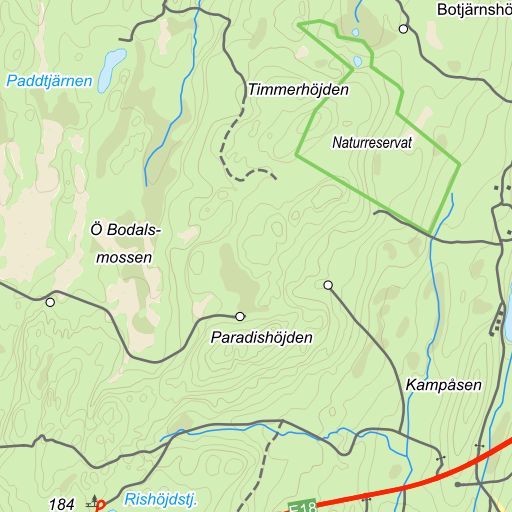 Botjärnshö
Paddtjärnen
Timmerhöjden
Naturreservat
Ö Bodals-
mossen
Paradishöjden
Kampåsen
184
Rishöjdstj.
E18